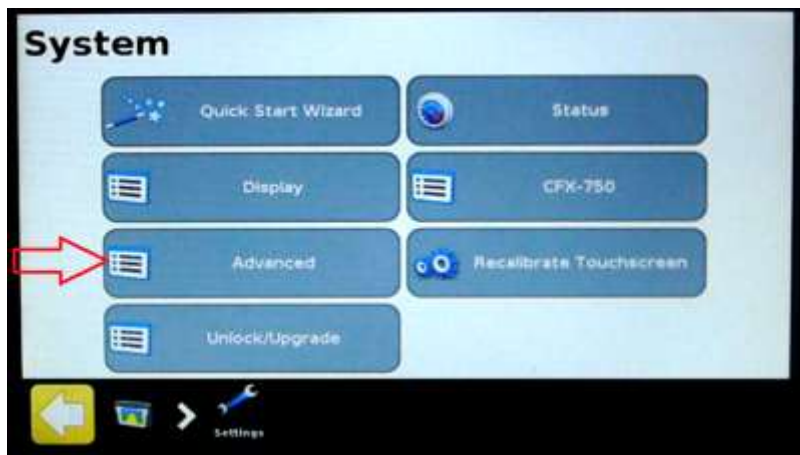 System
Quick Start Wizard
Status
Display
CFX-750
Advanced
Recalibrate Touchscreen
Unlock/Upgrade
Settings